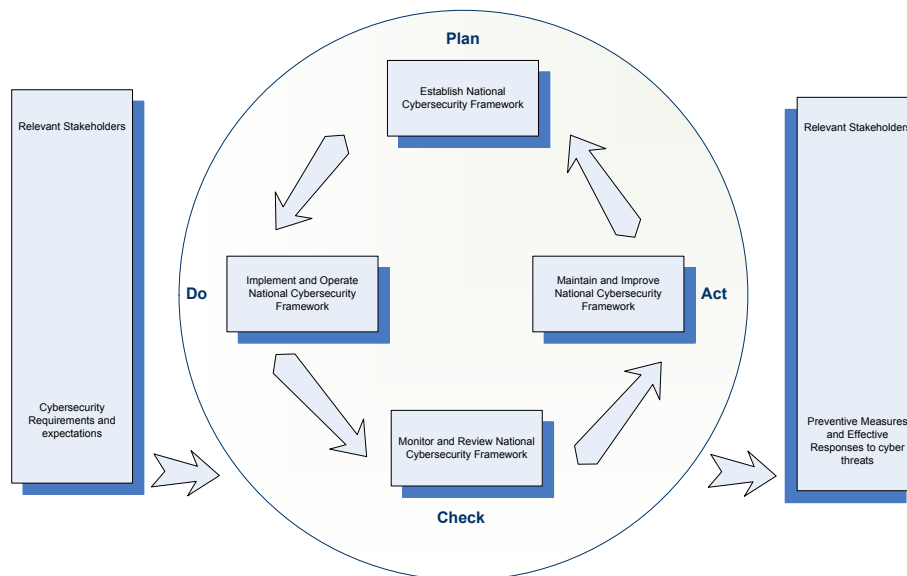 Plan
Establish National
Cybersecurity Framework
Relevant Stakeholders
Relevant Stakeholders
Do
Implement and Operate
National Cybersecurity
Framework
Maintain and Improve
National Cybersecurity
Framework
Act
Cybersecurity
Requirements and
expectations
Monitor and Review National
Cybersecurity Framework
Preventive Measures
and Effective
Responses to cyber
threats
Check